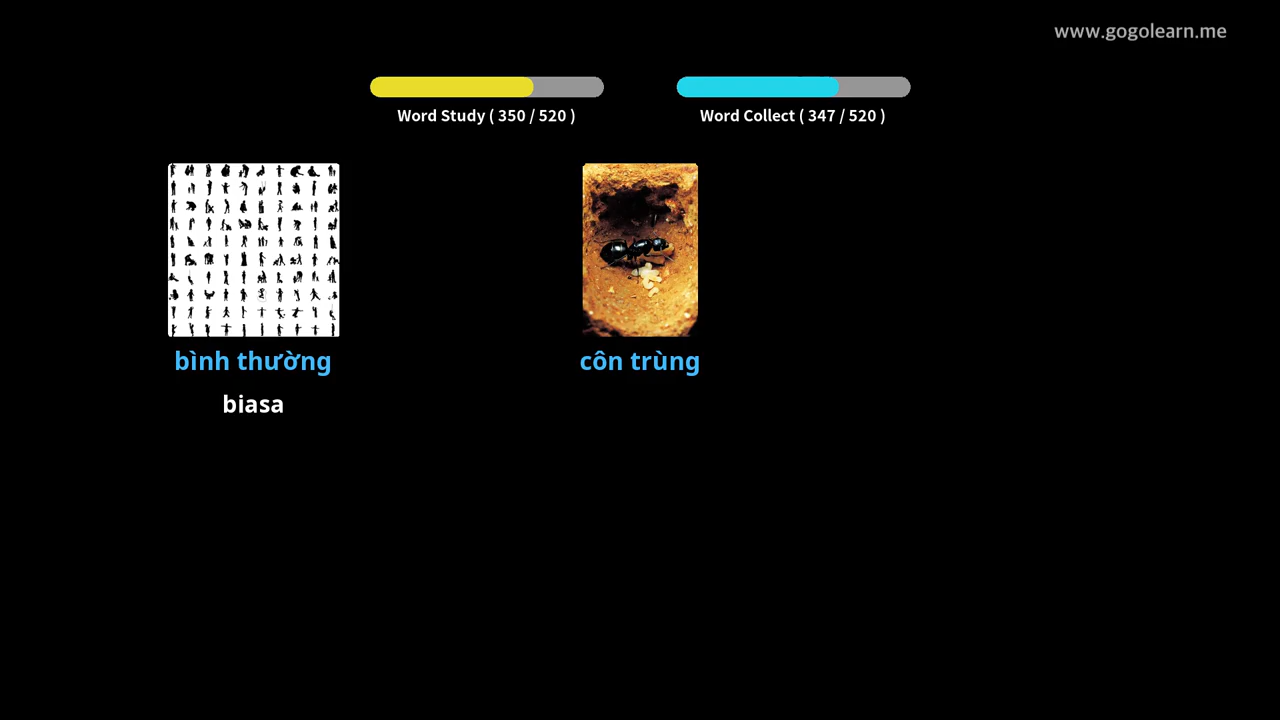 www.gogolearn.me
Word Study ( 350 / 520 )
Word Collect ( 347 / 520 )
bình thường
côn trùng
biasa